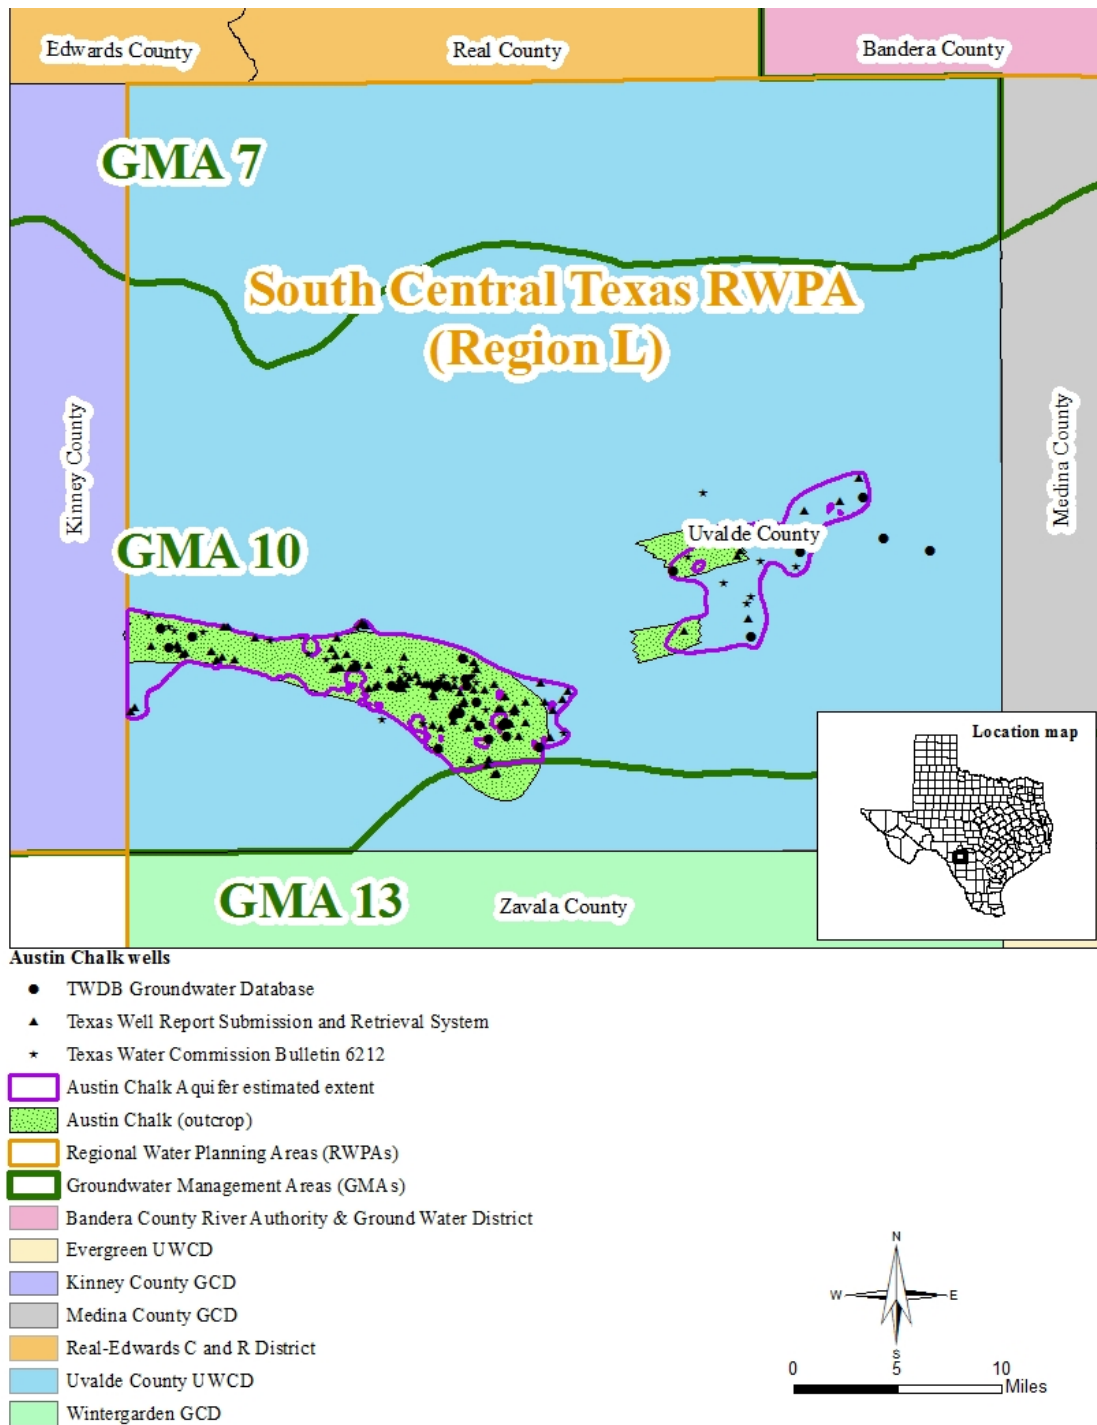 Edwards County
Real County
Bandera County
GMA 7
South Central Texas RWPA
(Region L)
Kinney County
Medina County
Uvalde County
GMA 10
Location map
GMA 13
Zavala County
Austin Chalk wells
TWDB Groundwater Database
Texas Well Report Submission and Retrieval System
Texas Water Commission Bulletin 6212
Austin Chalk Aquifer estimated extent
Austin Chalk (outcrop)
Regional Water Planning Areas (RWPAs)
Groundwater Management Areas (GMAs)
Bandera County River Authority & Ground Water District
Evergreen UWCD
Kinney County GCD
Medina County GCD
Real-Edwards C and R District
Uvalde County UWCD
Wintergarden GCD
N
W E
S
0 5 10
Miles